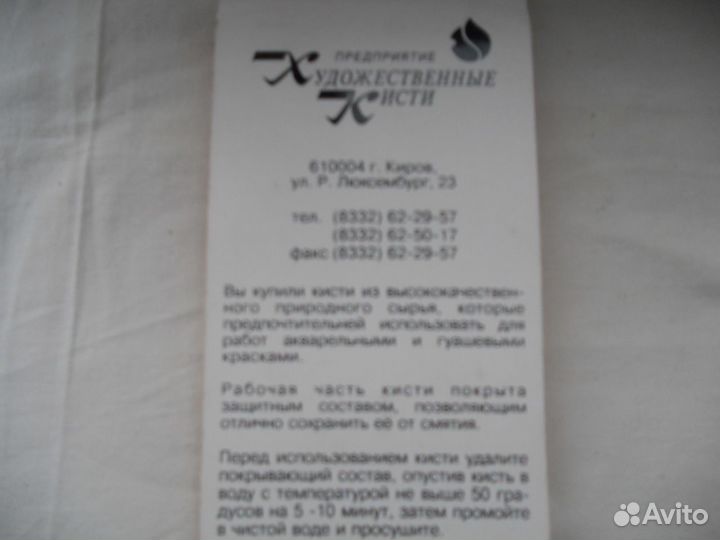 ПРЕДПРИЯТИЕ
ХУДОЖЕСТВЕННЫЕ
КИСТИ
610004 г. Киров,
ул. Р. Люксембург, 23
тел. (8332) 62-29-57
(8332) 62-50-17
факс (8332) 62-29-57
Вы купили кисти из высококачествен-
ного природного сырья, которые
предпочтительней использовать для
работ акварельными и гуашевыми
красками.
Рабочая часть кисти покрыта
защитным составом, позволяющим
отлично сохранить её от смятия.
Перед использованием кисти удалите
покрывающий состав, опустив кисть в
воду с температурой не выше 50 гра-
дусов на 5 -10 минут, затем промойте
в чистой воде и просушите.
Avito